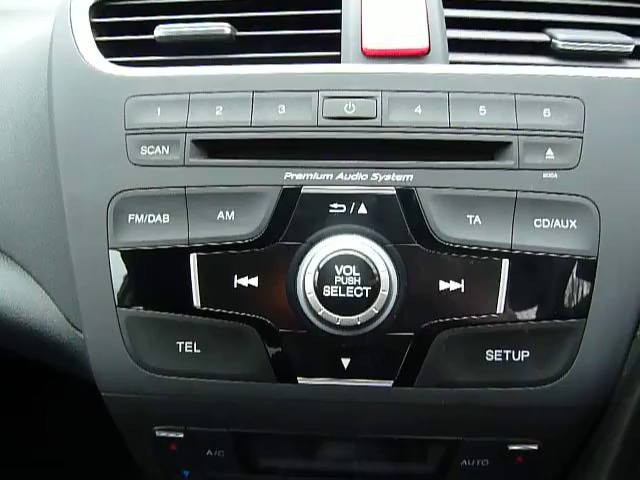 1 2 3 4 5 6
SCAN
Premium Audio System
FM/DAB AM TA CD/AUX
VOL
PUSH
SELECT
TEL SETUP
A/C AUTO